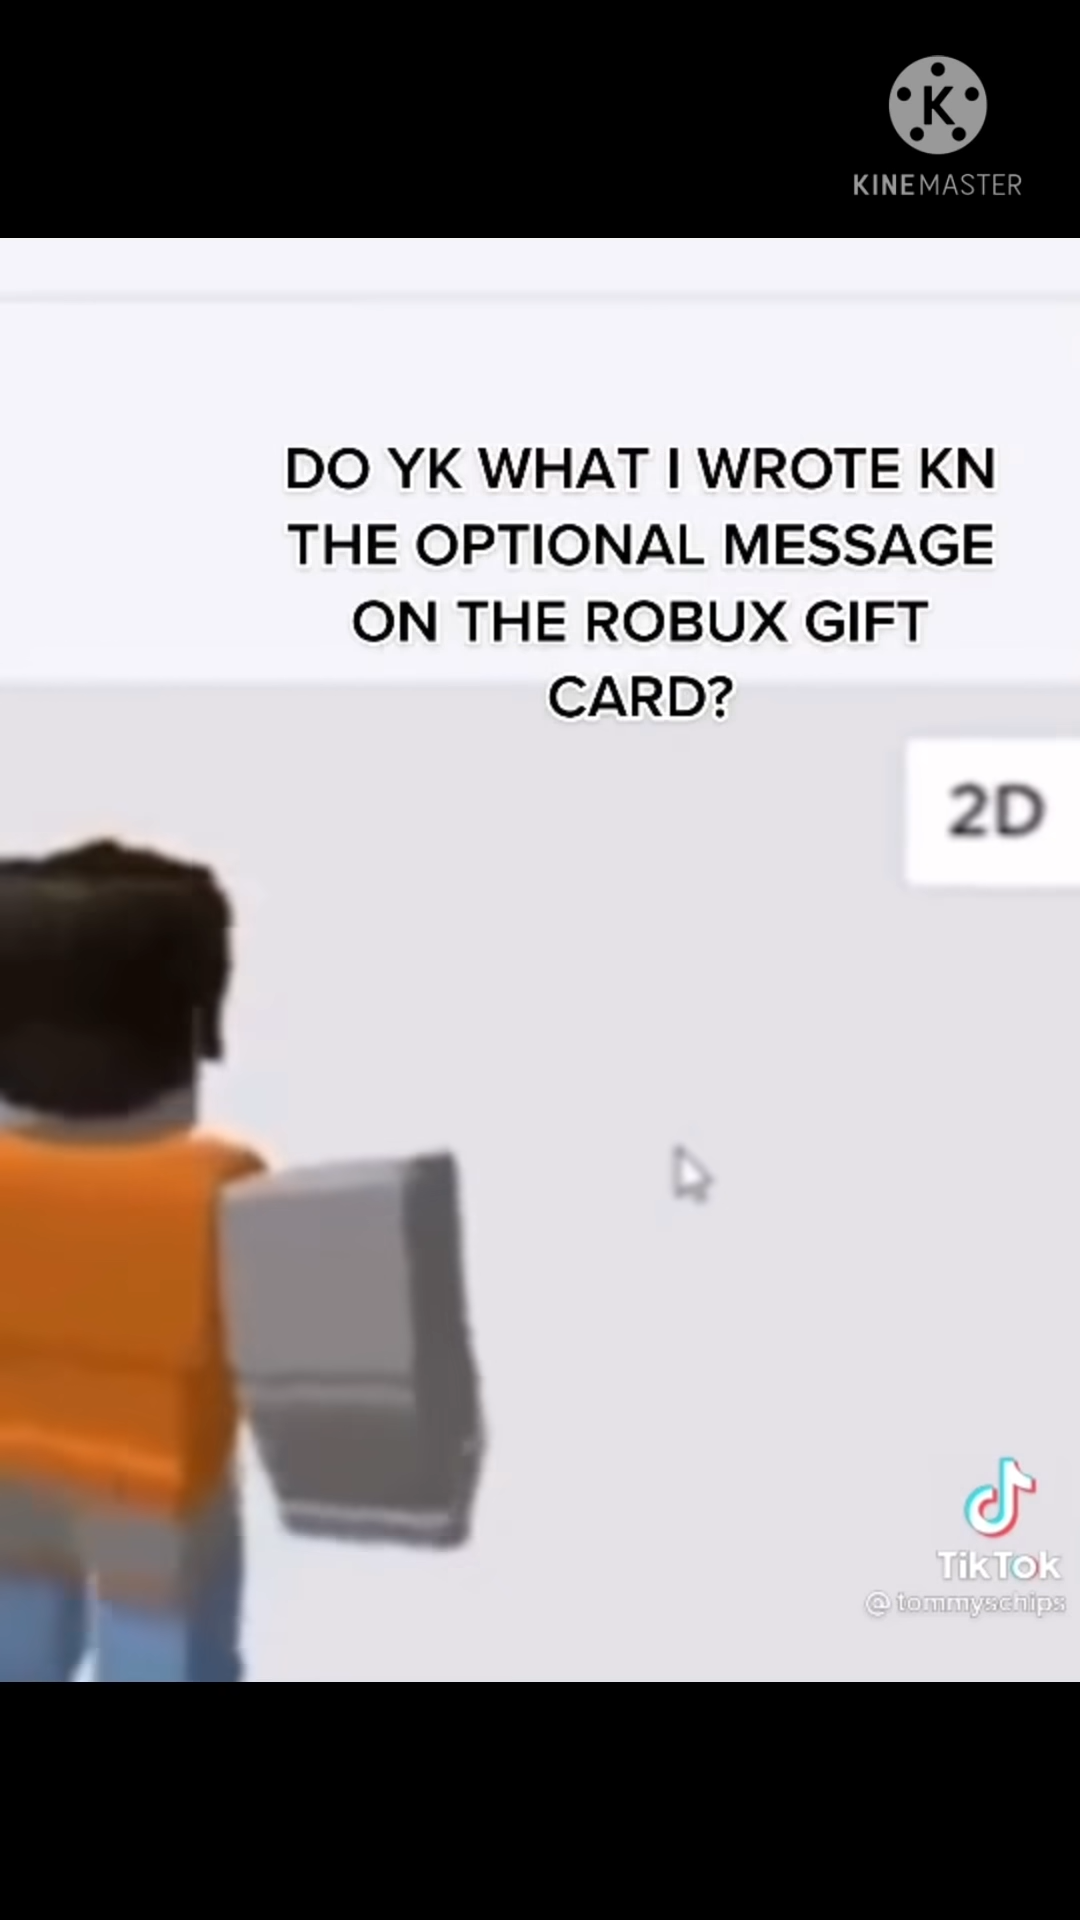 K
KINEMASTER
DO YK WHAT I WROTE KN
THE OPTIONAL MESSAGE
ON THE ROBUX GIFT
CARD?
2D
TikTok
@tommyschips